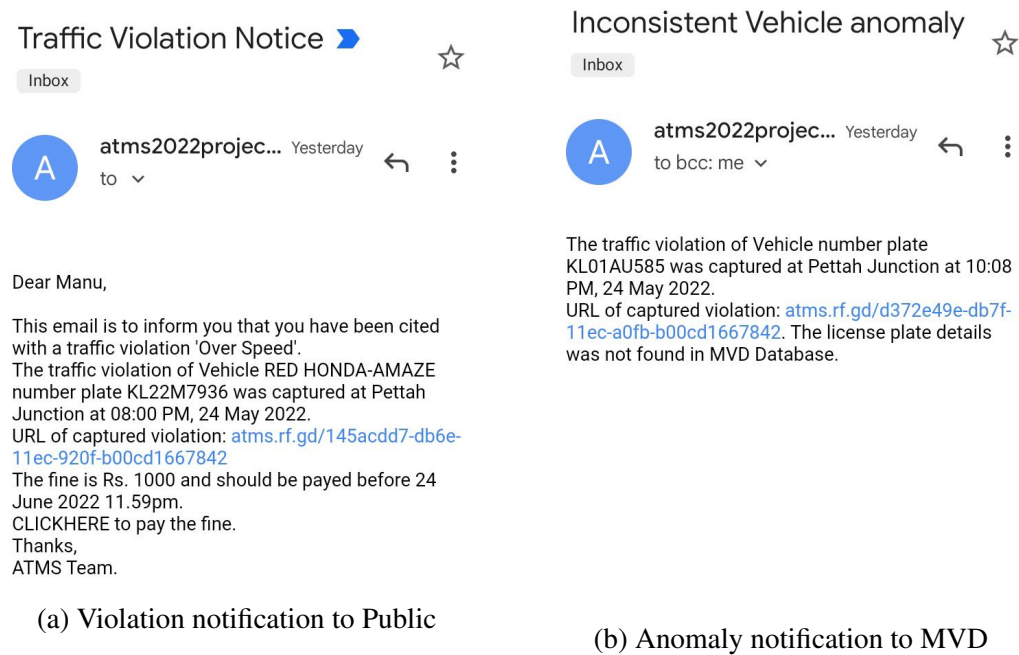 Traffic Violation Notice
Inbox
A
atms2022projec... Yesterday
to
Dear Manu,
This email is to inform you that you have been cited
with a traffic violation 'Over Speed'.
The traffic violation of Vehicle RED HONDA-AMAZE
number plate KL22M7936 was captured at Pettah
Junction at 08:00 PM, 24 May 2022.
URL of captured violation: atms.rf.gd/145acdd7-db6e-
11ec-920f-b00cd1667842
The fine is Rs. 1000 and should be payed before 24
June 2022 11.59pm.
CLICKHERE to pay the fine.
Thanks,
ATMS Team.
(a) Violation notification to Public
Inconsistent Vehicle anomaly
Inbox
A
atms2022projec... Yesterday
to bcc: me
The traffic violation of Vehicle number plate
KL01AU585 was captured at Pettah Junction at 10:08
PM, 24 May 2022.
URL of captured violation: atms.rf.gd/d372e49e-db7f-
11ec-a0fb-b00cd1667842. The license plate details
was not found in MVD Database.
(b) Anomaly notification to MVD